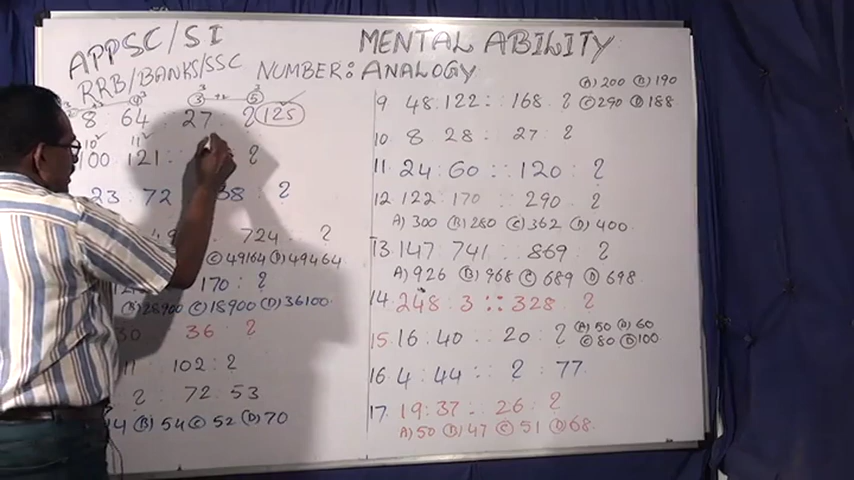 APPSC/SI
RRB/BANKS/SSC
MENTAL ABILITY
NUMBER: ANALOGY
8 64 : 27 : ? 125
10² 11²
100 121 : : ?
23 : 72 38 : ?
724 : ?
C) 49164 D) 49464
170 : ?
B) 28900 C) 18900 D) 36100
30 36 : ?
11 102 : ?
? 72 : 53
B) 54 C) 52 D) 70
A) 200 B) 190
9 48 : 122 :: 168 : ? C) 290 D) 188
10 8 : 28 :: 27 : ?
11. 24 : 60 :: 120 : ?
12. 122 : 170 :: 290 : ?
A) 300 B) 280 C) 362 D) 400
13. 147 : 741 :: 869 : ?
A) 926 B) 968 C) 689 D) 698
14. 248 : 3 :: 328 : ?
15. 16 : 40 :: 20 : ? A) 50 B) 60
C) 80 D) 100
16. 4 : 44 :: ? : 77
17. 19 : 37 :: 26 : ?
A) 50 B) 47 C) 51 D) 68